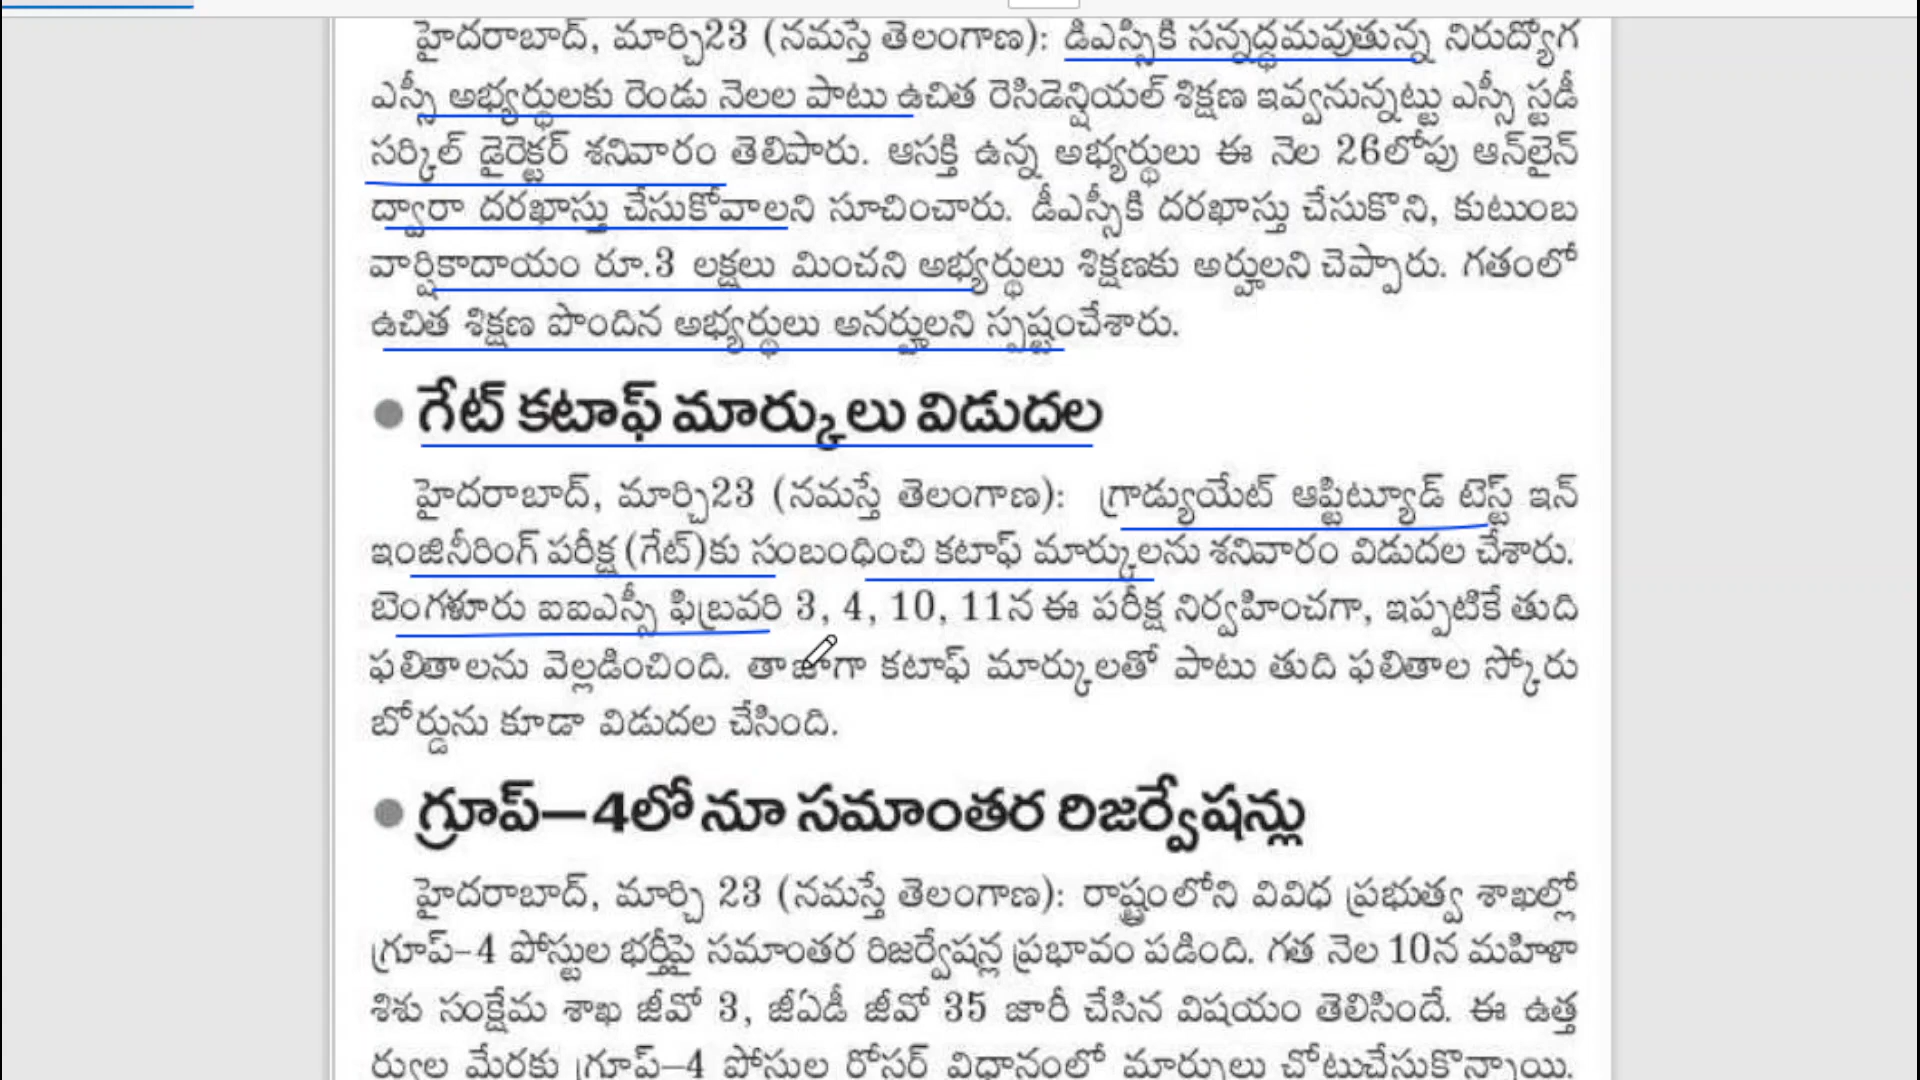 హైదరాబాద్, మార్చి23 (నమస్తే తెలంగాణ): డిఎస్సీకి సన్నద్ధమవుతున్న నిరుద్యోగ
ఎస్సీ అభ్యర్థులకు రెండు నెలల పాటు ఉచిత రెసిడెన్షియల్ శిక్షణ ఇవ్వనున్నట్టు ఎస్సీ స్టడీ
సర్కిల్ డైరెక్టర్ శనివారం తెలిపారు. ఆసక్తి ఉన్న అభ్యర్థులు ఈ నెల 26లోపు ఆన్‌లైన్
ద్వారా దరఖాస్తు చేసుకోవాలని సూచించారు. డీఎస్సీకి దరఖాస్తు చేసుకొని, కుటుంబ
వార్షికాదాయం రూ.3 లక్షలు మించని అభ్యర్థులు శిక్షణకు అర్హులని చెప్పారు. గతంలో
ఉచిత శిక్షణ పొందిన అభ్యర్థులు అనర్హులని స్పష్టంచేశారు.
● గేట్ కటాఫ్ మార్కులు విడుదల
హైదరాబాద్, మార్చి23 (నమస్తే తెలంగాణ): గ్రాడ్యుయేట్ ఆప్టిట్యూడ్ టెస్ట్ ఇన్
ఇంజినీరింగ్ పరీక్ష(గేట్)కు సంబంధించి కటాఫ్ మార్కులను శనివారం విడుదల చేశారు.
బెంగళూరు ఐఐఎస్సీ ఫిబ్రవరి 3, 4, 10, 11న ఈ పరీక్ష నిర్వహించగా, ఇప్పటికే తుది
ఫలితాలను వెల్లడించింది. తాజాగా కటాఫ్ మార్కులతో పాటు తుది ఫలితాల స్కోరు
బోర్డును కూడా విడుదల చేసింది.
● గ్రూప్–4లోనూ సమాంతర రిజర్వేషన్లు
హైదరాబాద్, మార్చి 23 (నమస్తే తెలంగాణ): రాష్ట్రంలోని వివిధ ప్రభుత్వ శాఖల్లో
గ్రూప్–4 పోస్టుల భర్తీపై సమాంతర రిజర్వేషన్ల ప్రభావం పడింది. గత నెల 10న మహిళా
శిశు సంక్షేమ శాఖ జీవో 3, జీఏడీ జీవో 35 జారీ చేసిన విషయం తెలిసిందే. ఈ ఉత్త
ర్వుల మేరకు గ్రూప్–4 పోస్టుల రోస్టర్ విధానంలో మార్పులు చోటుచేసుకొన్నాయి.